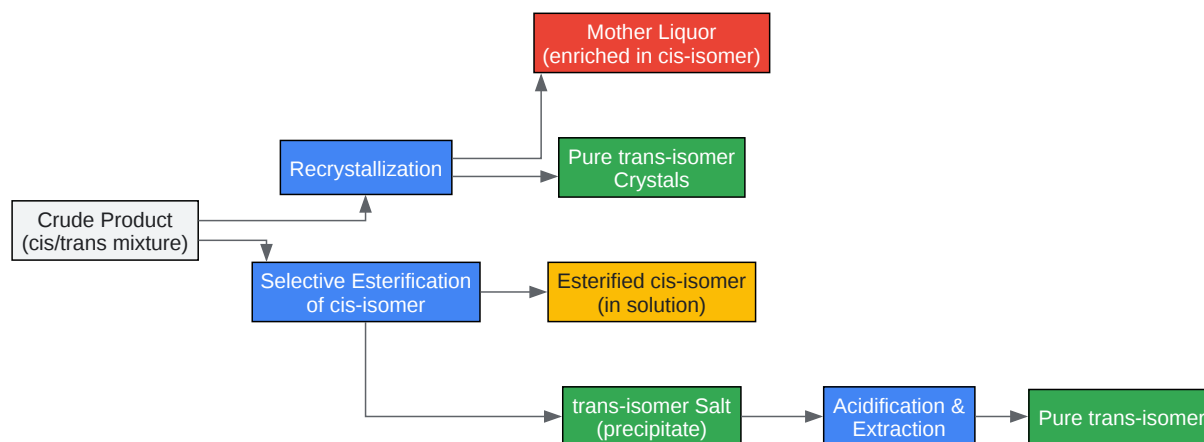 Mother Liquor
(enriched in cis-isomer)
Recrystallization
Pure trans-isomer
Crystals
Crude Product
(cis/trans mixture)
Selective Esterification
of cis-isomer
Esterified cis-isomer
(in solution)
trans-isomer Salt
(precipitate)
Acidification &
Extraction
Pure trans-isomer